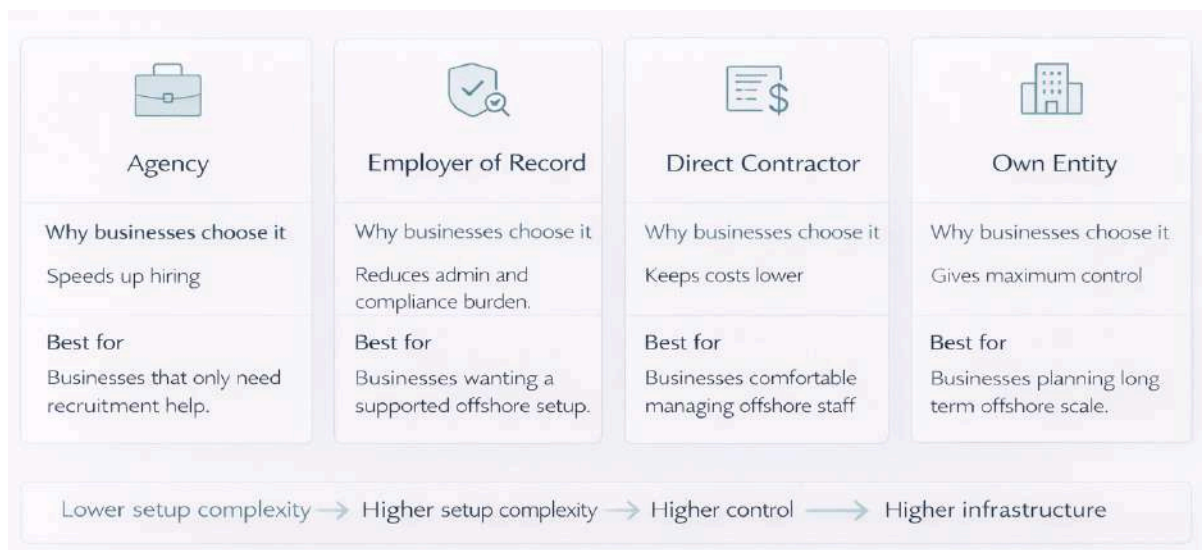 Agency
Why businesses choose it
Speeds up hiring
Best for
Businesses that only need
recruitment help.
Employer of Record
Why businesses choose it
Reduces admin and
compliance burden.
Best for
Businesses wanting a
supported offshore setup.
Direct Contractor
Why businesses choose it
Keeps costs lower
Best for
Businesses comfortable
managing offshore staff
Own Entity
Why businesses choose it
Gives maximum control
Best for
Businesses planning long
term offshore scale.
Lower setup complexity → Higher setup complexity → Higher control → Higher infrastructure